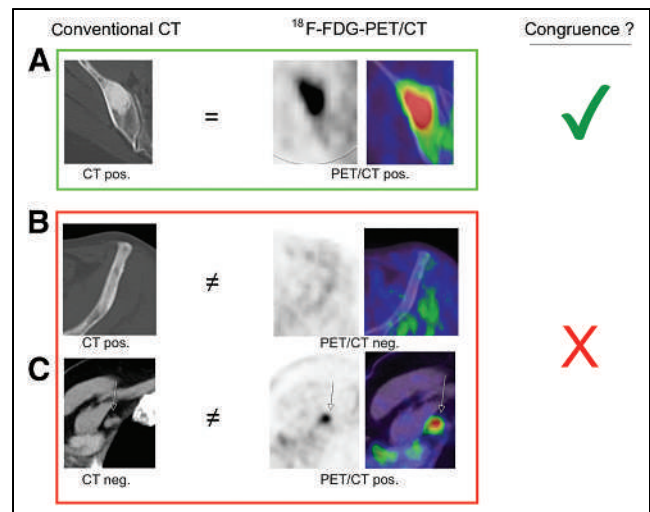 Conventional CT 18F-FDG-PET/CT Congruence ?
A
=
✓
CT pos. PET/CT pos.
B
≠
CT pos. PET/CT neg.
X
C
≠
CT neg. PET/CT pos.